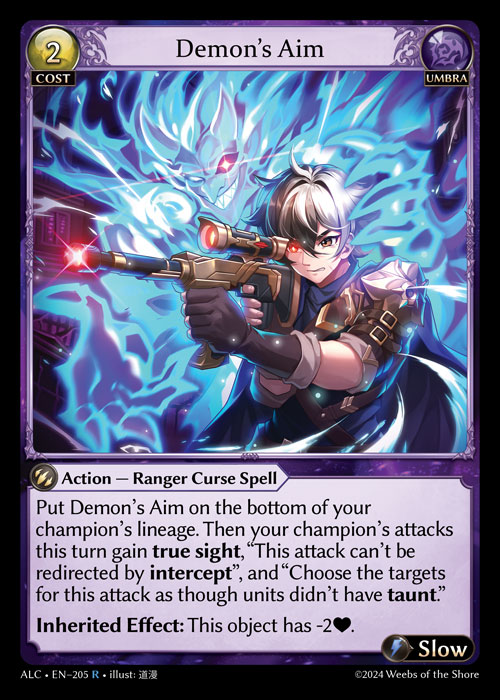 2
Demon's Aim
COST
UMBRA
Action — Ranger Curse Spell
Put Demon's Aim on the bottom of your
champion's lineage. Then your champion's attacks
this turn gain true sight, "This attack can't be
redirected by intercept", and "Choose the targets
for this attack as though units didn't have taunt."
Inherited Effect: This object has -2♥.
Slow
ALC • EN–205 R • illust: 道漫
©2024 Weebs of the Shore